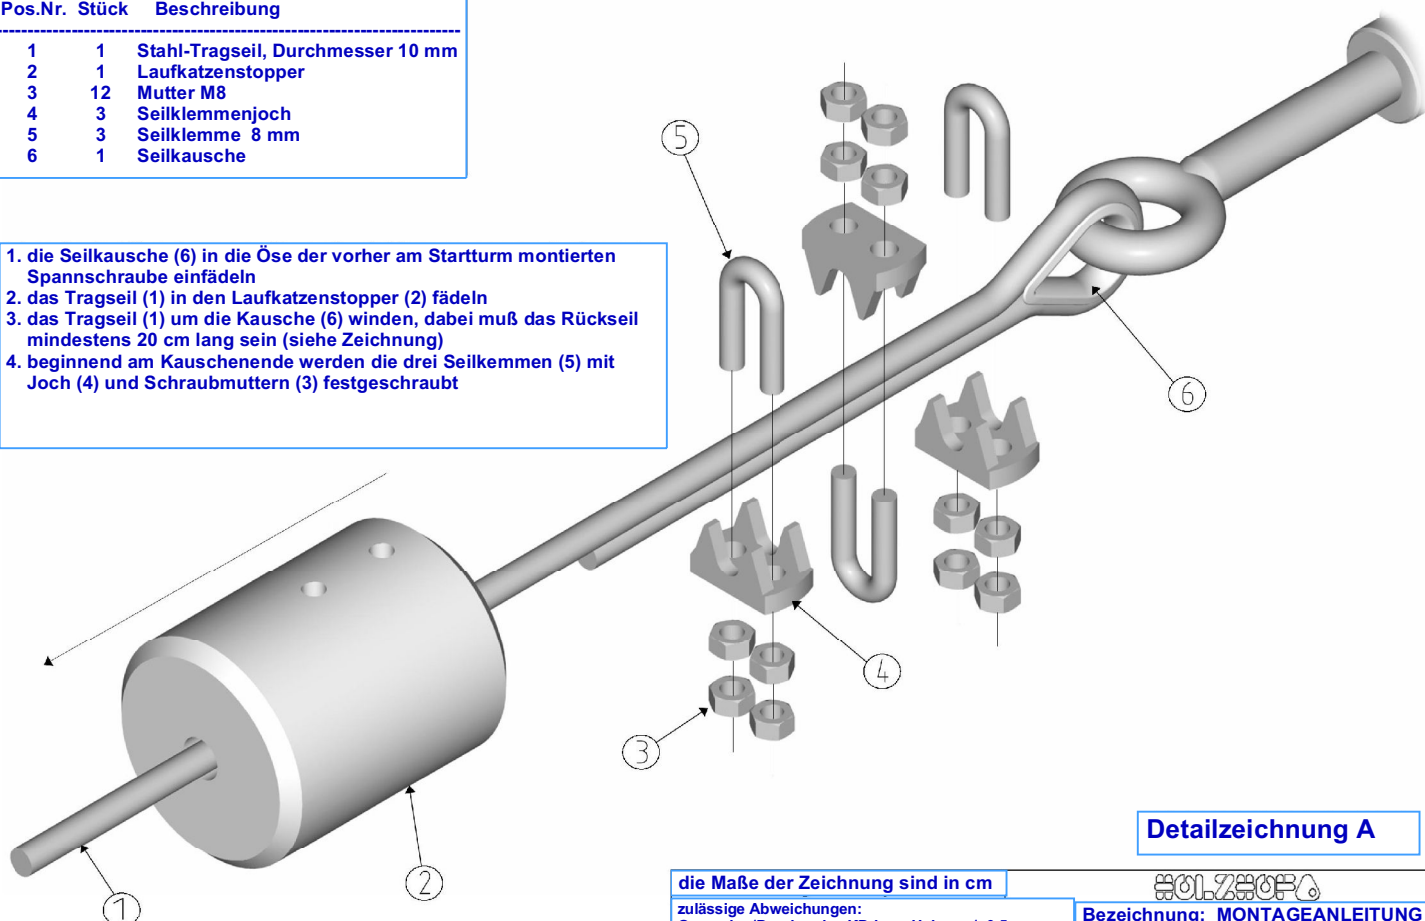 Pos.Nr. Stück Beschreibung
1 1 Stahl-Tragseil, Durchmesser 10 mm
2 1 Laufkatzenstopper
3 12 Mutter M8
4 3 Seilklemmenjoch
5 3 Seilklemme 8 mm
6 1 Seilkausche
1. die Seilkausche (6) in die Öse der vorher am Startturm montierten
Spannschraube einfädeln
2. das Tragseil (1) in den Laufkatzenstopper (2) fädeln
3. das Tragseil (1) um die Kausche (6) winden, dabei muß das Rückseil
mindestens 20 cm lang sein (siehe Zeichnung)
4. beginnend am Kauschenende werden die drei Seilkemmen (5) mit
Joch (4) und Schraubmuttern (3) festgeschraubt
5
6
4
3
2
1
Detailzeichnung A
die Maße der Zeichnung sind in cm
HOLZHOF
zulässige Abweichungen:
Bezeichnung: MONTAGEANLEITUNG